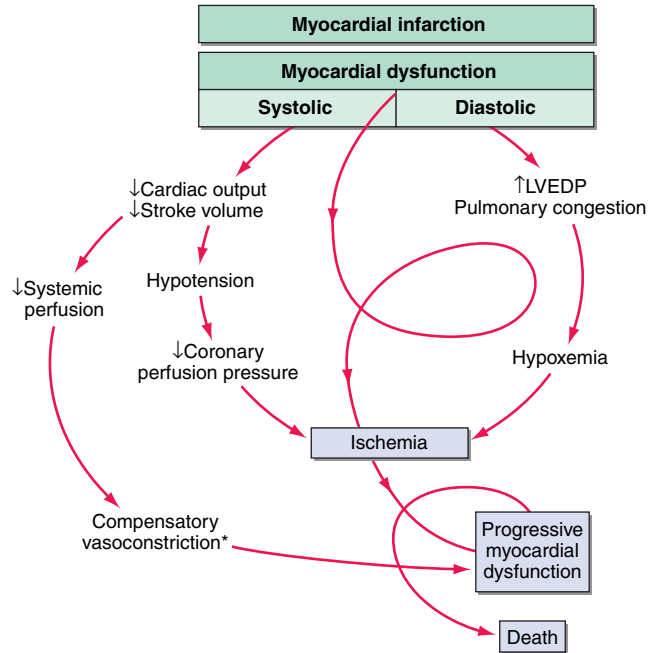 Myocardial infarction
Myocardial dysfunction
Systolic
Diastolic
↓Cardiac output
↓Stroke volume
↑LVEDP
Pulmonary congestion
↓Systemic
perfusion
Hypotension
↓Coronary
perfusion pressure
Hypoxemia
Ischemia
Compensatory
vasoconstriction*
Progressive
myocardial
dysfunction
Death